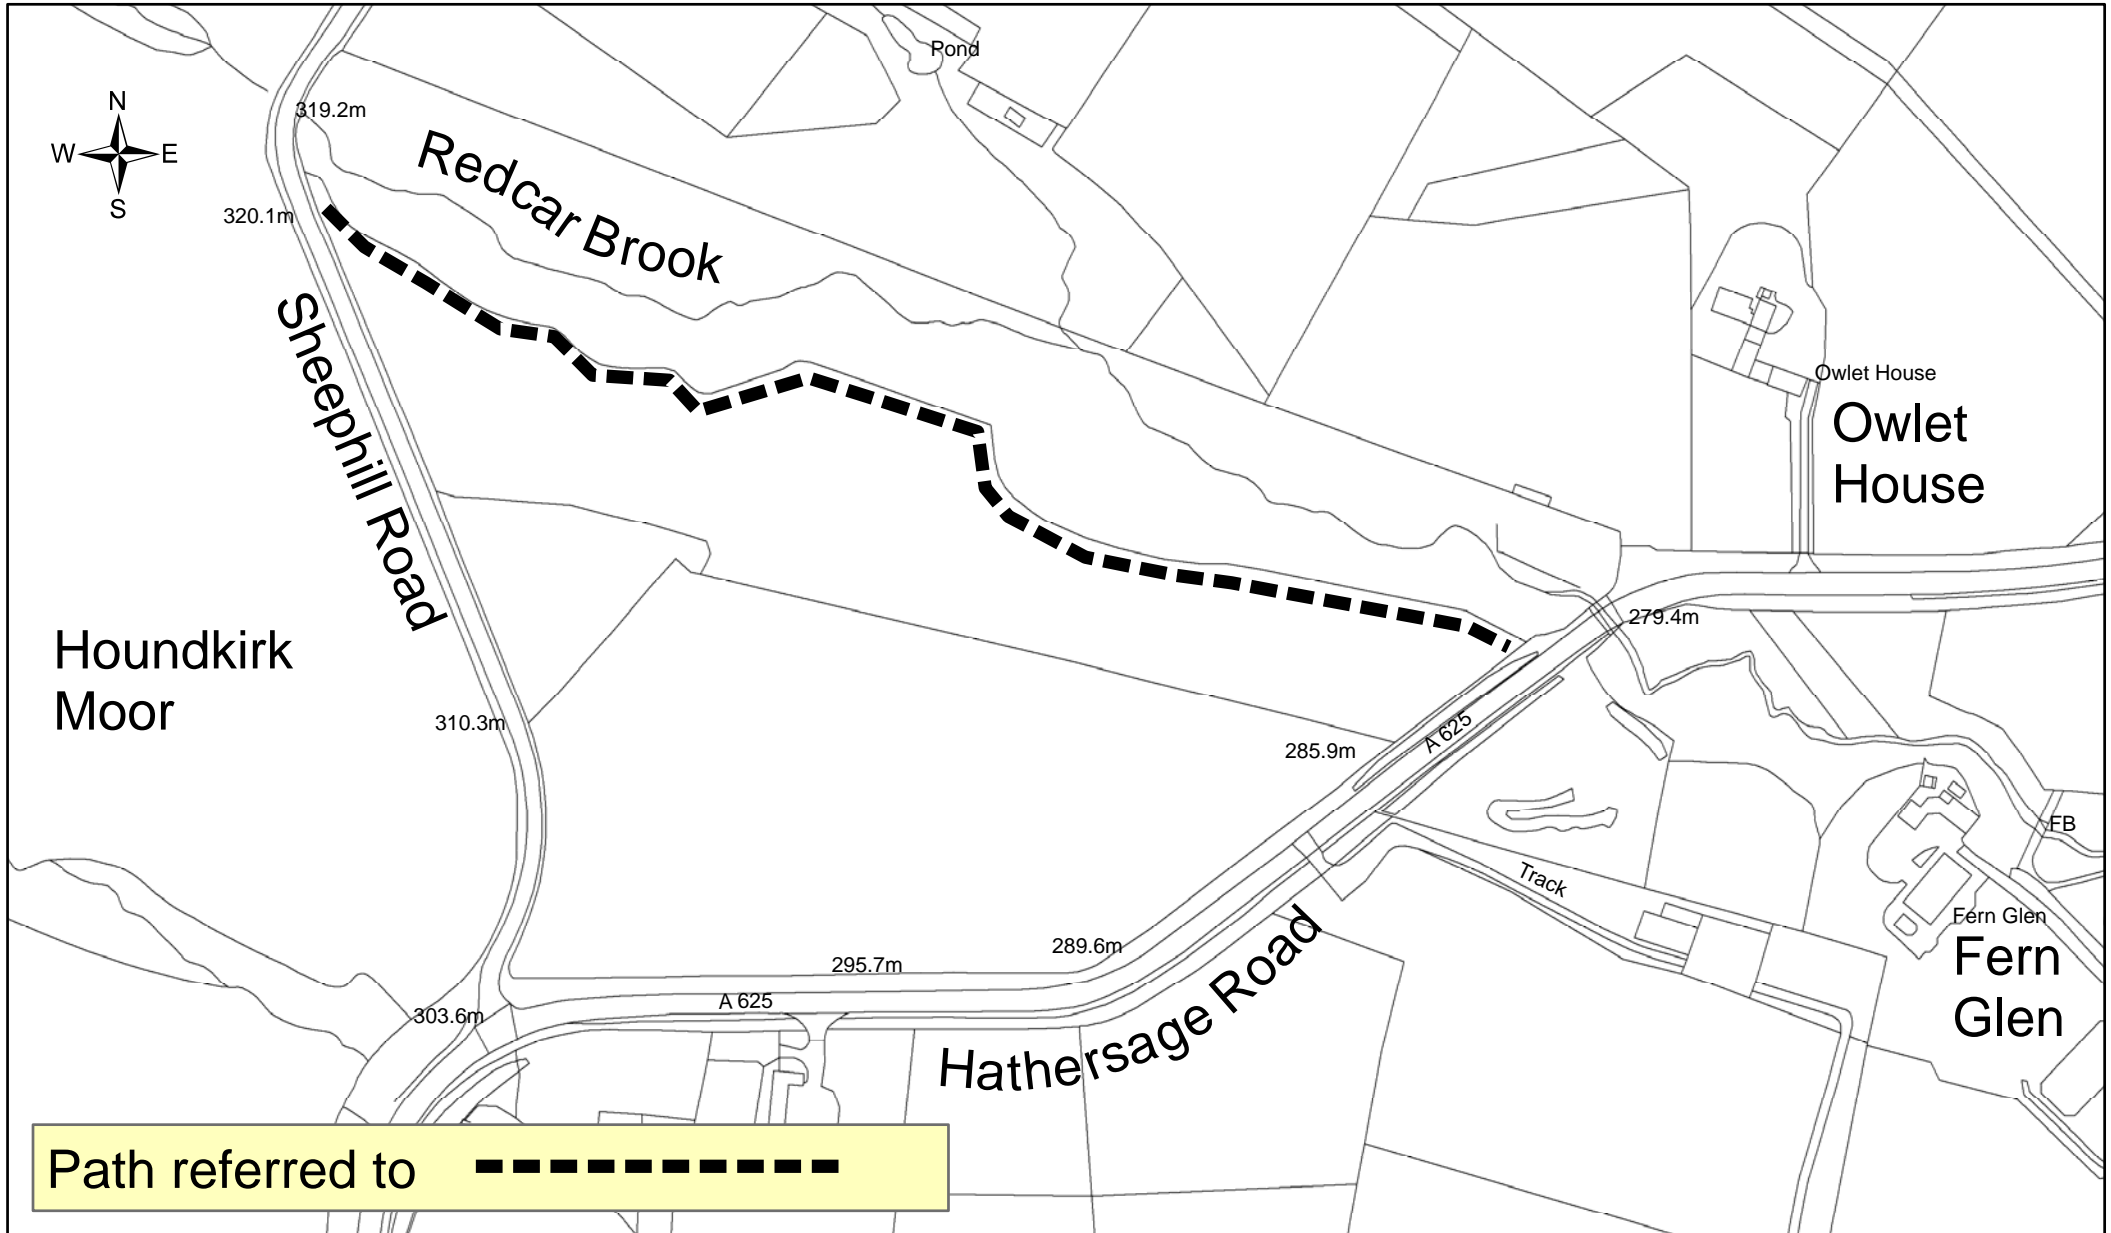 Pond
N
319.2m
W E
S
320.1m
Redcar Brook
Sheephill Road
Owlet House
Owlet
House
279.4m
Houndkirk
Moor
310.3m
285.9m
A 625
FB
Track
Fern Glen
Fern
Glen
289.6m
295.7m
A 625
303.6m
Hathersage Road
Path referred to